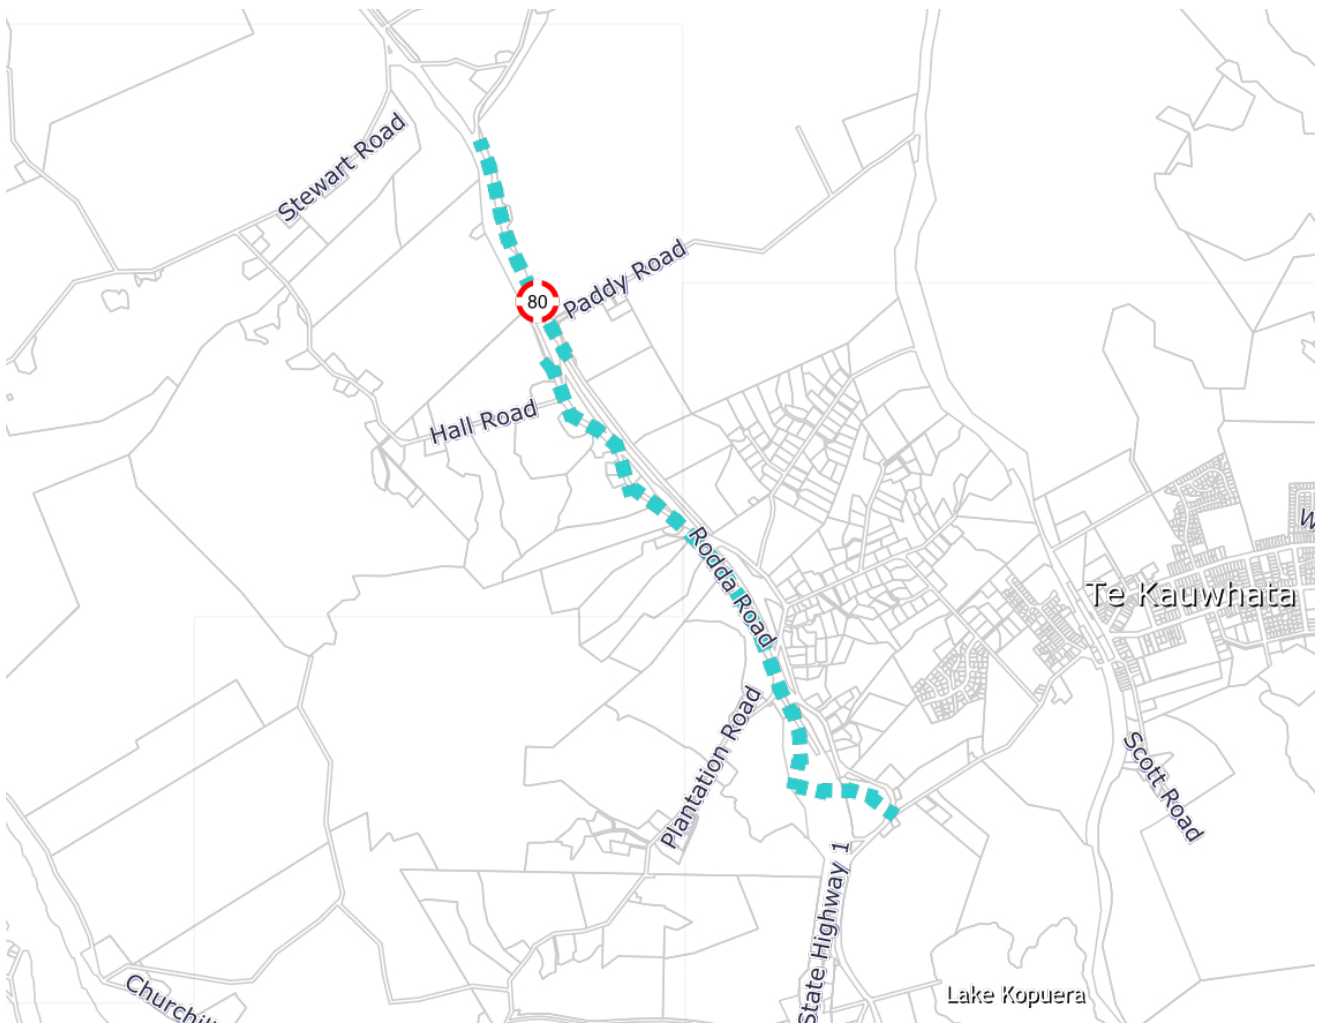 Stewart Road
Paddy Road
80
Hall Road
W
Rodda Road
Te Kauwhata
Plantation Road
Scott Road
State Highway 1
Lake Kopuera
Churchill